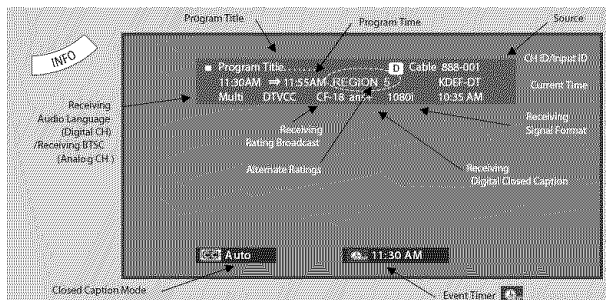 Program Title
Program Time
Source
INFO
Program Title...... D Cable 888-001
CH ID/Input ID
11:30AM ⇒ 11:55AM REGION 5 KDEF-DT
Current Time
Multi DTVCC CF-18 ans+ 1080i 10:35 AM
Receiving
Audio Language
(Digital CH)
/Receiving BTSC
(Analog CH.)
Receiving
Rating Broadcast
Receiving
Signal Format
Alternate Ratings
Receiving
Digital Closed Caption
CC Auto
11:30 AM
Closed Caption Mode
Event Timer